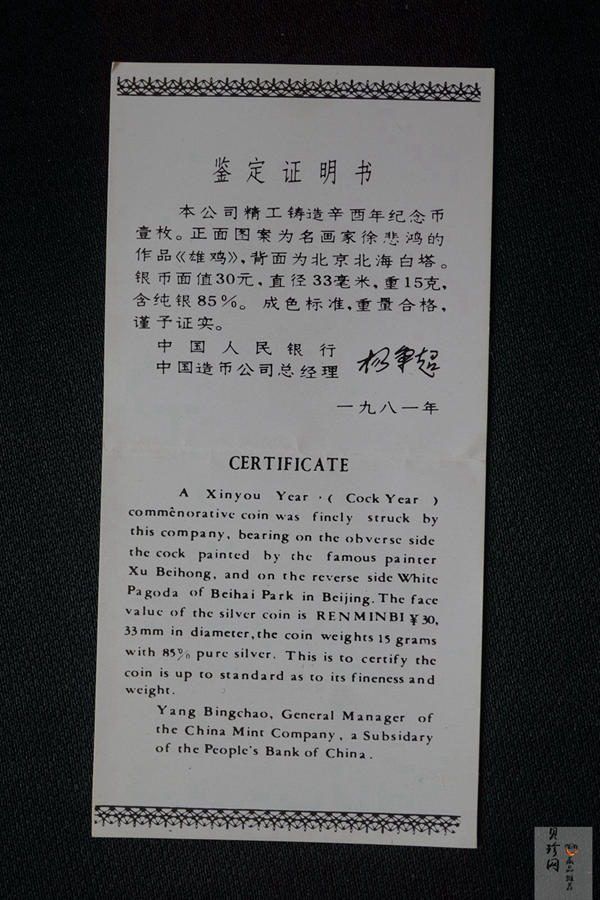 鉴定证明书
本公司精工铸造辛酉年纪念币
壹枚。正面图案为名画家徐悲鸿的
作品《雄鸡》,背面为北京北海白塔。
银币面值30元,直径33毫米,重15克,
含纯银85%。成色标准,重量合格,
谨予证实。
中国人民银行
中国造币公司总经理
一九八一年
CERTIFICATE
A Xinyou Year ·( Cock Year )
commenorative coin was finely struck by
this company, bearing on the obverse side
the cock painted by the famous painter
Xu Beihong, and on the reverse side White
Pagoda of Beihai Park in Beijing. The face
value of the silver coin is RENMINBI ¥30,
33mm in diameter, the coin weights 15 grams
with 85% pure silver. This is to certify the
coin is up to standard as to its fineness and
weight.
Yang Bingchao, General Manager of
the China Mint Company, a Subsidary
of the People's Bank of China.
贝珍网